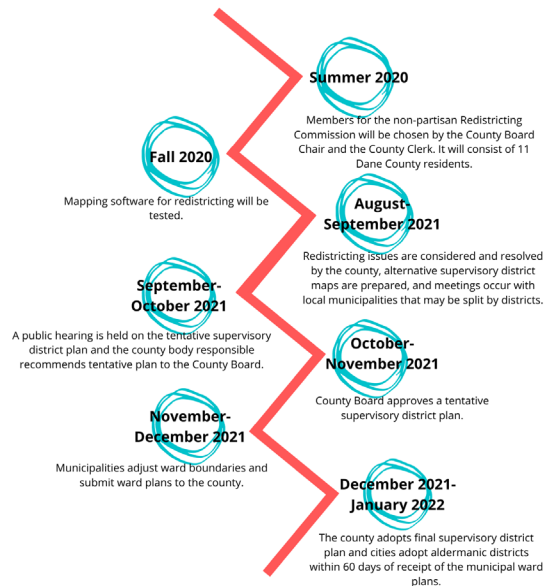 Summer 2020
Members for the non-partisan Redistricting
Commission will be chosen by the County Board
Chair and the County Clerk. It will consist of 11
Dane County residents.
Fall 2020
Mapping software for redistricting will be
tested.
August-
September 2021
Redistricting issues are considered and resolved
by the county, alternative supervisory district
maps are prepared, and meetings occur with
local municipalities that may be split by districts.
September-
October 2021
A public hearing is held on the tentative supervisory
district plan and the county body responsible
recommends tentative plan to the County Board.
October-
November 2021
County Board approves a tentative
supervisory district plan.
November-
December 2021
Municipalities adjust ward boundaries and
submit ward plans to the county.
December 2021-
January 2022
The county adopts final supervisory district
plan and cities adopt aldermanic districts
within 60 days of receipt of the municipal ward
plans.